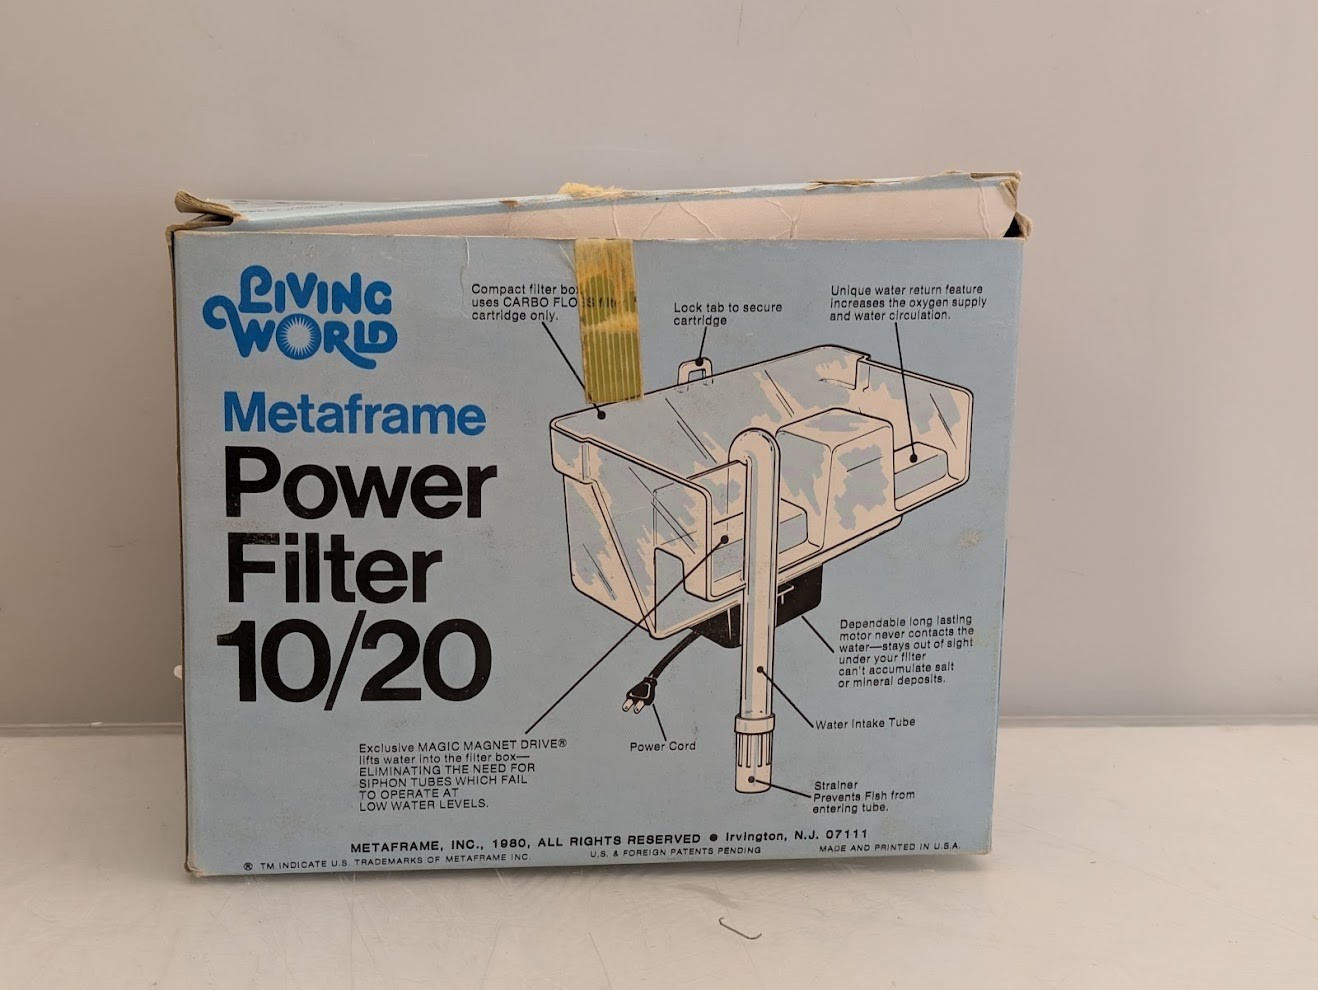 LiViNG
WORLD
Metaframe
Power
Filter
10/20
Compact filter box
uses CARBO FLOSS filter
cartridge only.
Lock tab to secure
cartridge
Unique water return feature
increases the oxygen supply
and water circulation.
Dependable long lasting
motor never contacts the
water—stays out of sight
under your filter
can't accumulate salt
or mineral deposits.
Exclusive MAGIC MAGNET DRIVE®
lifts water into the filter box—
ELIMINATING THE NEED FOR
SIPHON TUBES WHICH FAIL
TO OPERATE AT
LOW WATER LEVELS.
Power Cord
Water Intake Tube
Strainer
Prevents Fish from
entering tube.
METAFRAME, INC., 1980, ALL RIGHTS RESERVED ● Irvington, N.J. 07111
® TM INDICATE U.S. TRADEMARKS OF METAFRAME INC. U.S. & FOREIGN PATENTS PENDING MADE AND PRINTED IN U.S.A.